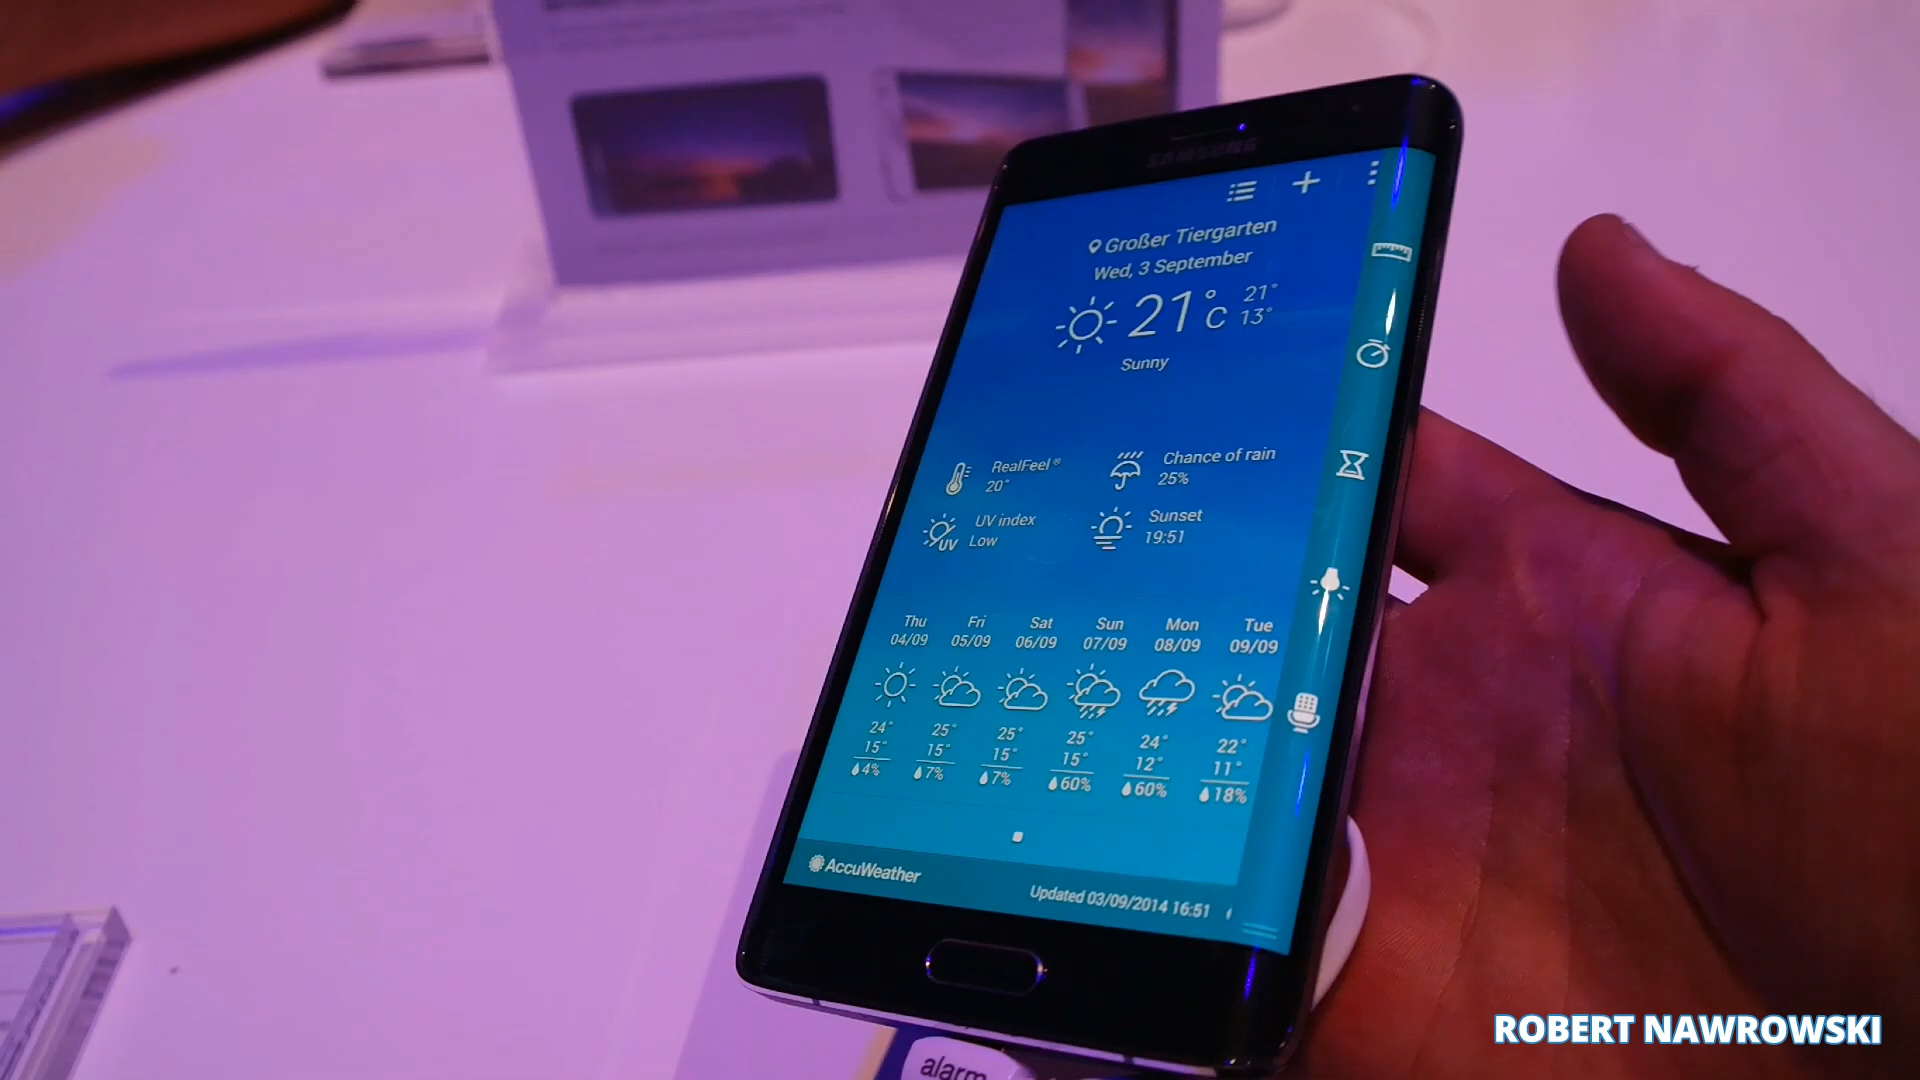 SAMSUNG
Großer Tiergarten
Wed, 3 September
21°C 21° 13°
Sunny
RealFeel® 20°
Chance of rain 25%
UV
UV index Low
Sunset 19:51
Thu Fri Sat Sun Mon Tue
04/09 05/09 06/09 07/09 08/09 09/09
24° 25° 25° 25° 24° 22°
15° 15° 15° 15° 12° 11°
4% 7% 7% 60% 60% 18%
AccuWeather
Updated 03/09/2014 16:51
alarm
ROBERT NAWROWSKI